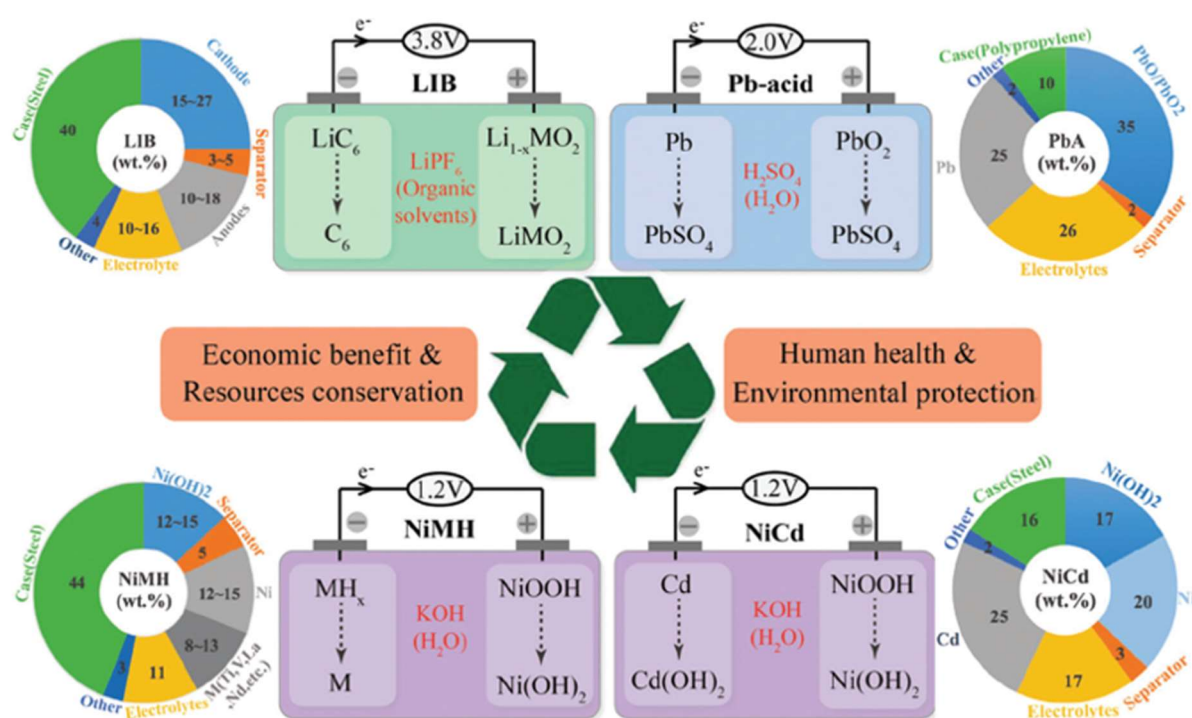 Cathode
15~27
Separator
3~5
Anodes
10~18
Electrolyte
10~16
Other
4
Case(Steel)
40
LIB
(wt.%)
e-
3.8V
LIB
−
+
LiC6
C6
LiPF6
(Organic
solvents)
Li1-xMO2
LiMO2
e-
2.0V
Pb-acid
−
+
Pb
PbSO4
H2SO4
(H2O)
PbO2
PbSO4
Case(Polypropylene)
10
PbO/PbO2
35
Separator
2
Electrolytes
26
Pb
25
Other
2
PbA
(wt.%)
Economic benefit &
Resources conservation
Human health &
Environmental protection
Ni(OH)2
12~15
Separator
5
Ni
12~15
M(Ti,V,La
,Nd,etc.)
8~13
Electrolytes
11
Other
3
Case(Steel)
44
NiMH
(wt.%)
e-
1.2V
NiMH
−
+
MHx
M
KOH
(H2O)
NiOOH
Ni(OH)2
e-
1.2V
NiCd
−
+
Cd
Cd(OH)2
KOH
(H2O)
NiOOH
Ni(OH)2
Case(Steel)
16
Ni(OH)2
17
20
Separator
3
Electrolytes
17
Cd
25
Other
2
NiCd
(wt.%)